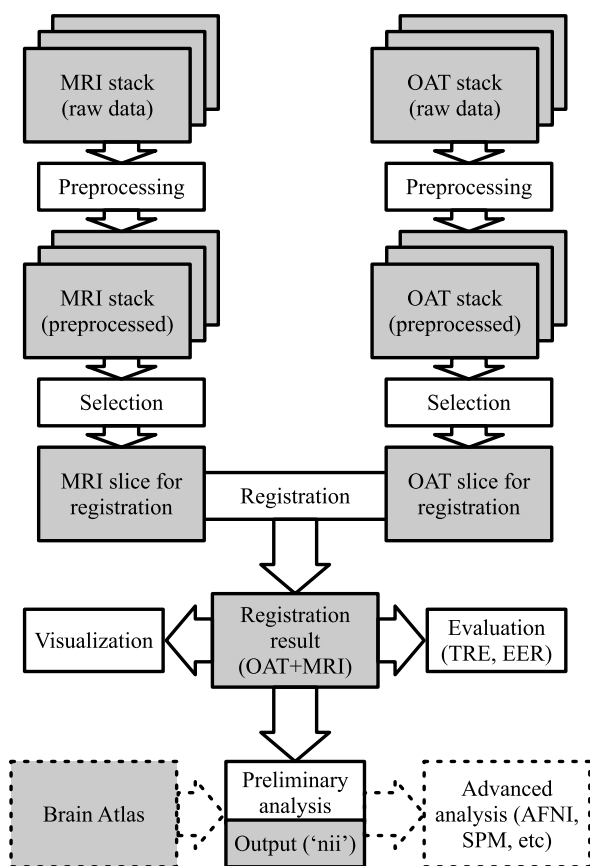 MRI stack
(raw data)
OAT stack
(raw data)
Preprocessing
Preprocessing
MRI stack
(preprocessed)
OAT stack
(preprocessed)
Selection
Selection
MRI slice for
registration
Registration
OAT slice for
registration
Visualization
Registration
result
(OAT+MRI)
Evaluation
(TRE, EER)
Brain Atlas
Preliminary
analysis
Output (‘nii’)
Advanced
analysis (AFNI,
SPM, etc)